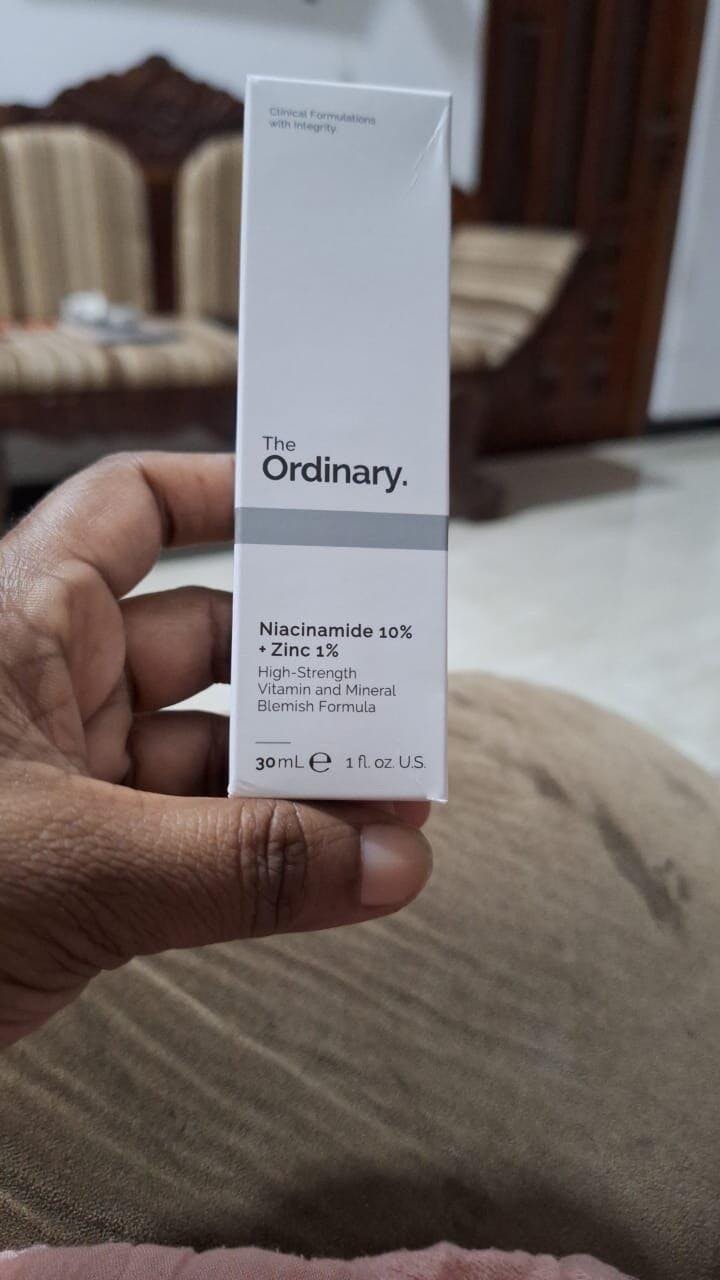 Clinical Formulations
with Integrity.
The
Ordinary.
Niacinamide 10%
+ Zinc 1%
High-Strength
Vitamin and Mineral
Blemish Formula
30mL ℮ 1 fl. oz. U.S.